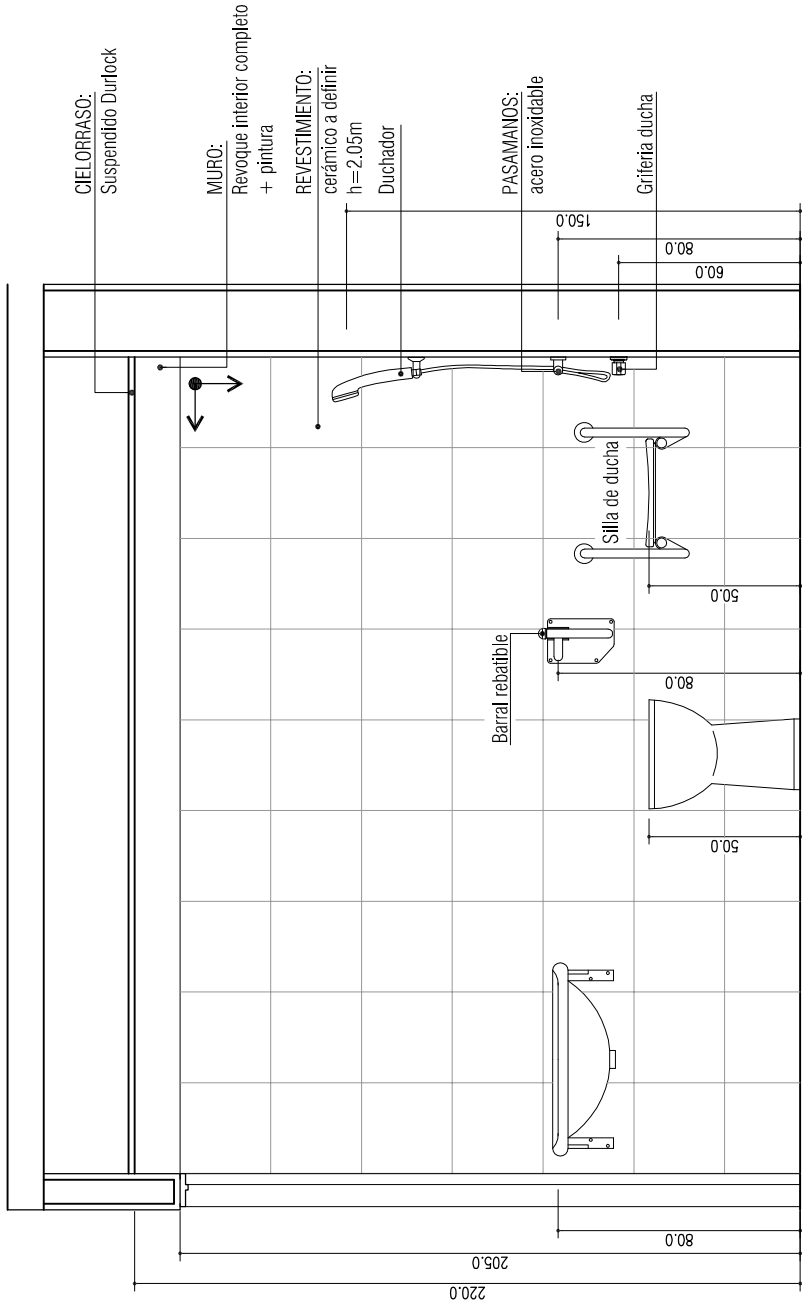 CIELORRASO:
Suspendido Durlock
MURO:
Revoque interior completo
+ pintura
REVESTIMIENTO:
cerámico a definir
h=2.05m
Duchador
PASAMANOS:
acero inoxidable
Griferia ducha
150.0
80.0
60.0
Silla de ducha
50.0
Barral rebatible
80.0
50.0
80.0
205.0
220.0